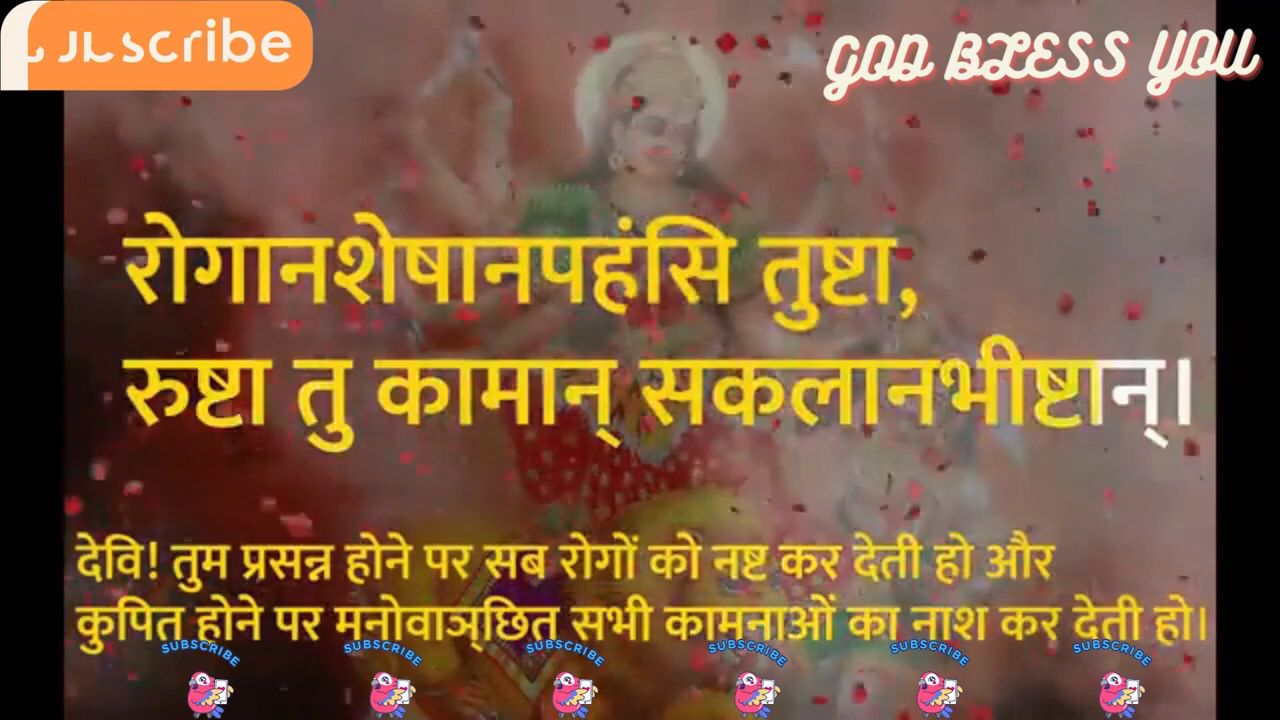 scribe
GOD BLESS YOU
रोगानशेषानपहंसि तुष्टा,
रुष्टा तु कामान् सकलानभीष्टान्।
देवि! तुम प्रसन्न होने पर सब रोगों को नष्ट कर देती हो और
कुपित होने पर मनोवाञ्छित सभी कामनाओं का नाश कर देती हो।
SUBSCRIBE SUBSCRIBE SUBSCRIBE SUBSCRIBE SUBSCRIBE SUBSCRIBE